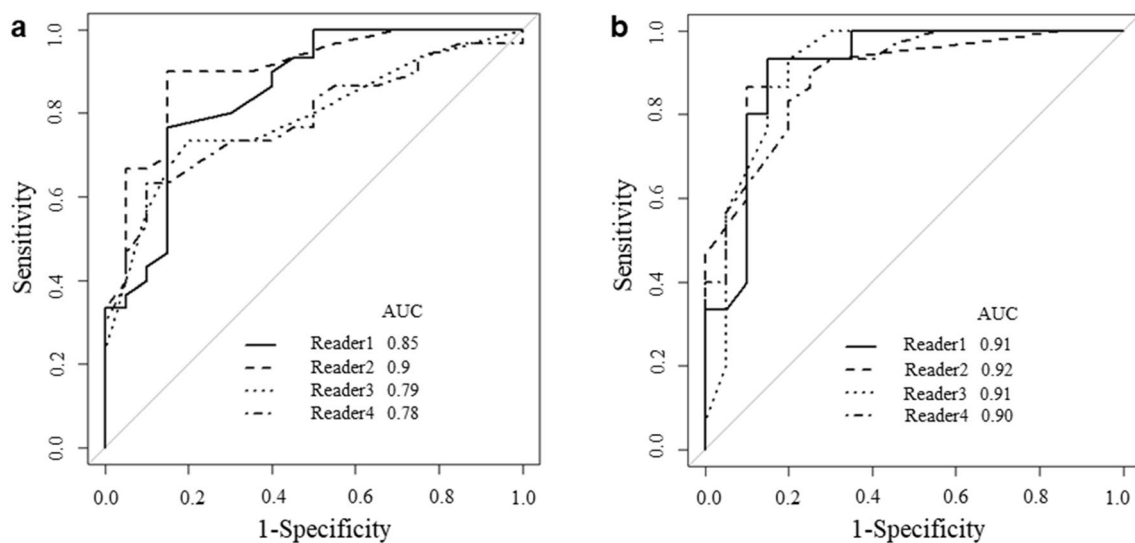 a
Sensitivity
1.0
0.8
0.6
0.4
0.2
0.0
AUC
Reader1 0.85
Reader2 0.9
Reader3 0.79
Reader4 0.78
0.0 0.2 0.4 0.6 0.8 1.0
1-Specificity
b
Sensitivity
1.0
0.8
0.6
0.4
0.2
0.0
AUC
Reader1 0.91
Reader2 0.92
Reader3 0.91
Reader4 0.90
0.0 0.2 0.4 0.6 0.8 1.0
1-Specificity